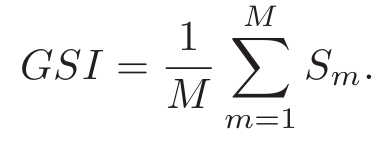 $GSI = \frac{1}{M} \sum_{m=1}^{M} S_m.$